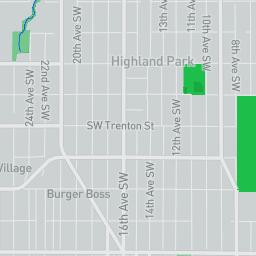 20th Ave SW
13th Ave
11th Ave
10th Ave SW
8th Ave SW
Highland Park
22nd Ave SW
24th Ave SW
12th Ave SW
SW Trenton St
Village
16th Ave SW
14th Ave SW
Burger Boss